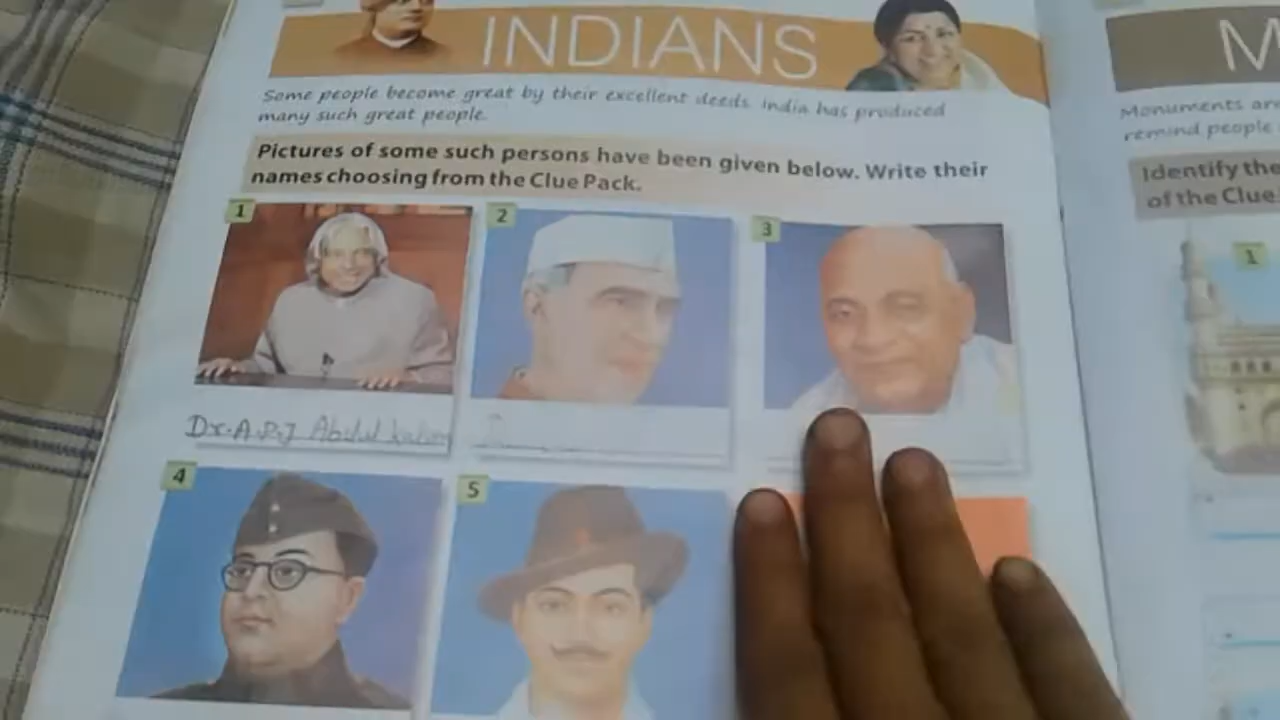 INDIANS
Some people become great by their excellent deeds. India has produced
many such great people.
Pictures of some such persons have been given below. Write their
names choosing from the Clue Pack.
1
2
3
Dr. A.P.J Abdul kalam
4
5
M
Monuments are
remind people
Identify the
of the Clue
1